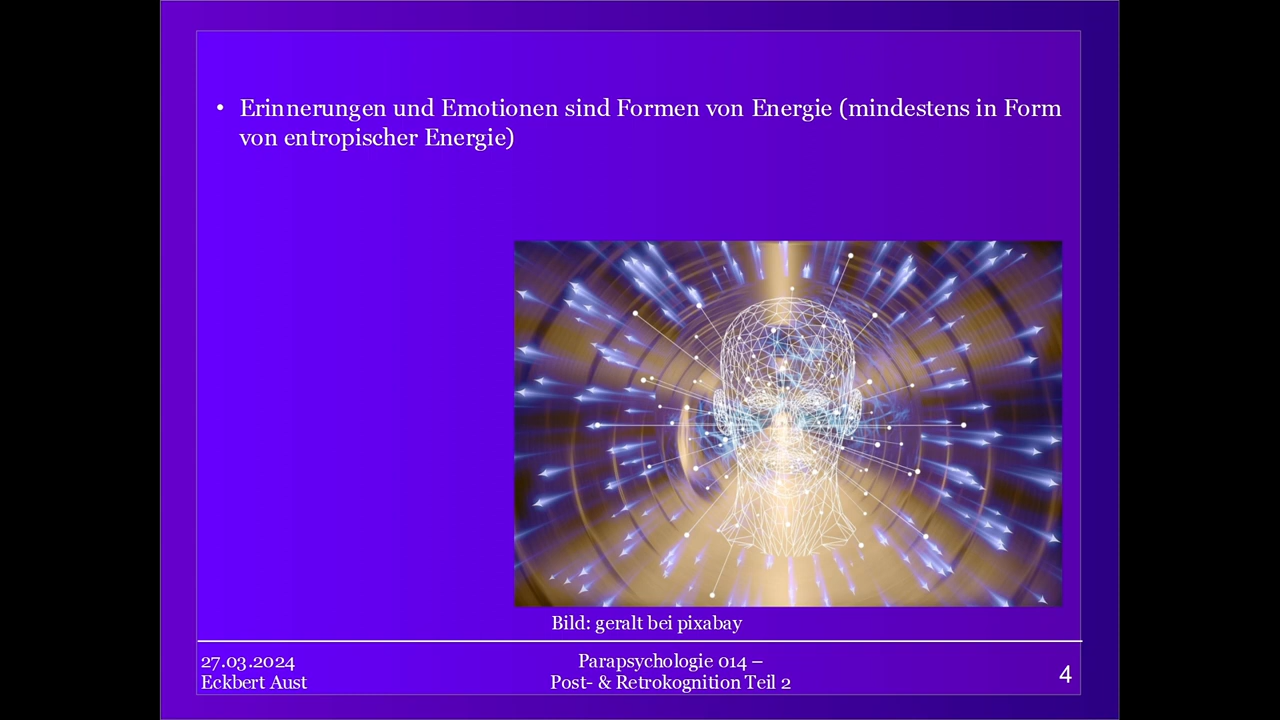 • Erinnerungen und Emotionen sind Formen von Energie (mindestens in Form
von entropischer Energie)
Bild: geralt bei pixabay
27.03.2024
Eckbert Aust
Parapsychologie 014 –
Post- & Retrokognition Teil 2
4